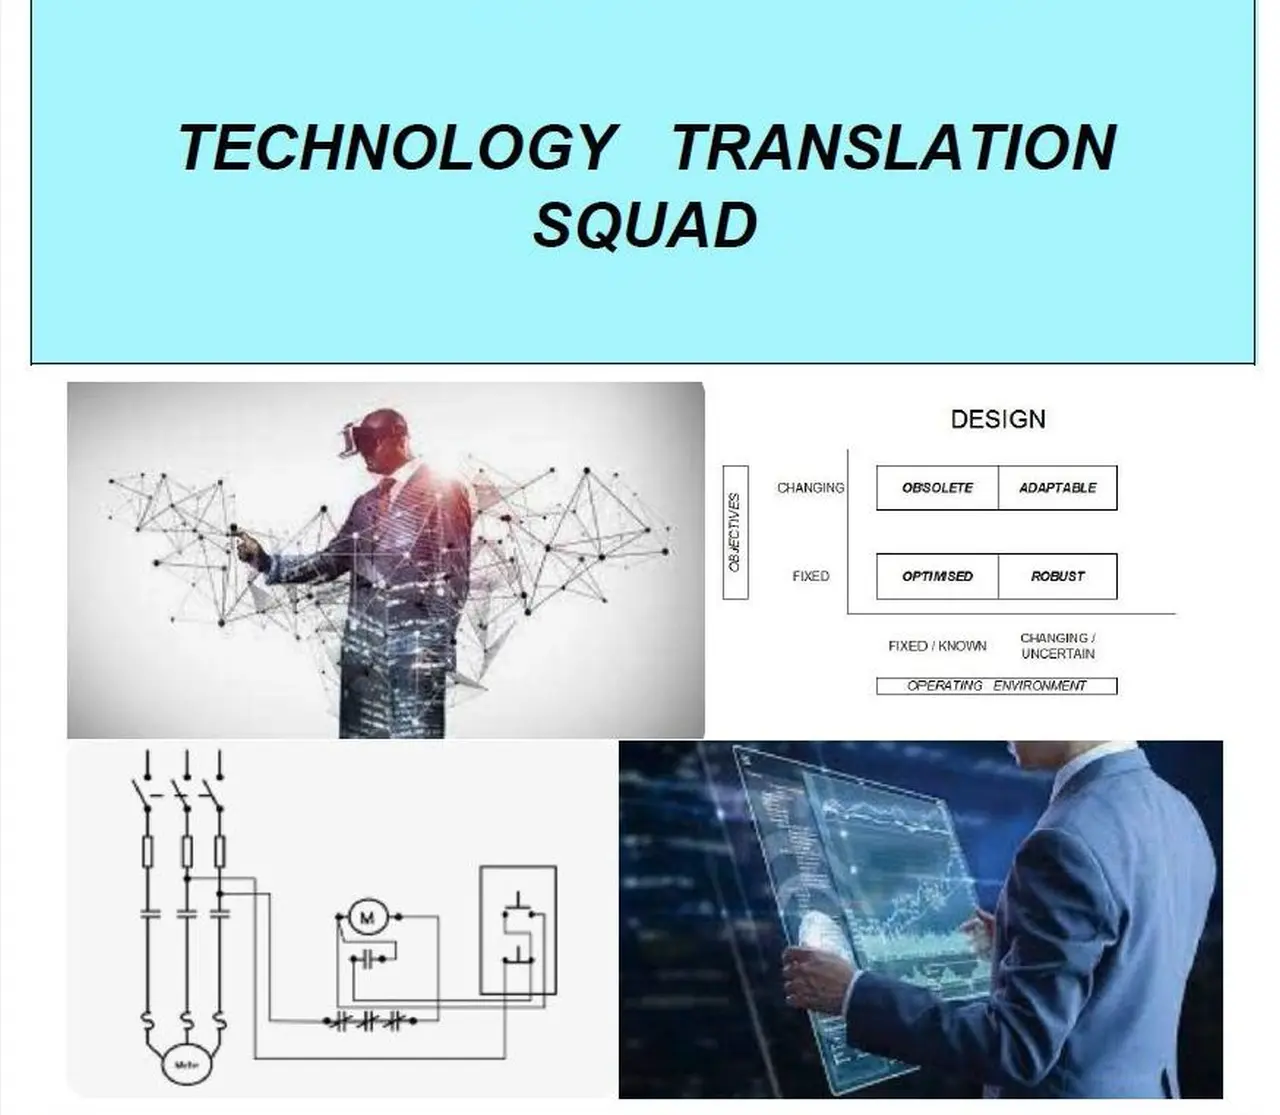 TECHNOLOGY TRANSLATION
SQUAD
DESIGN
OBJECTIVES
CHANGING
OBSOLETE
ADAPTABLE
FIXED
OPTIMISED
ROBUST
FIXED / KNOWN
CHANGING /
UNCERTAIN
OPERATING ENVIRONMENT
M
Motor